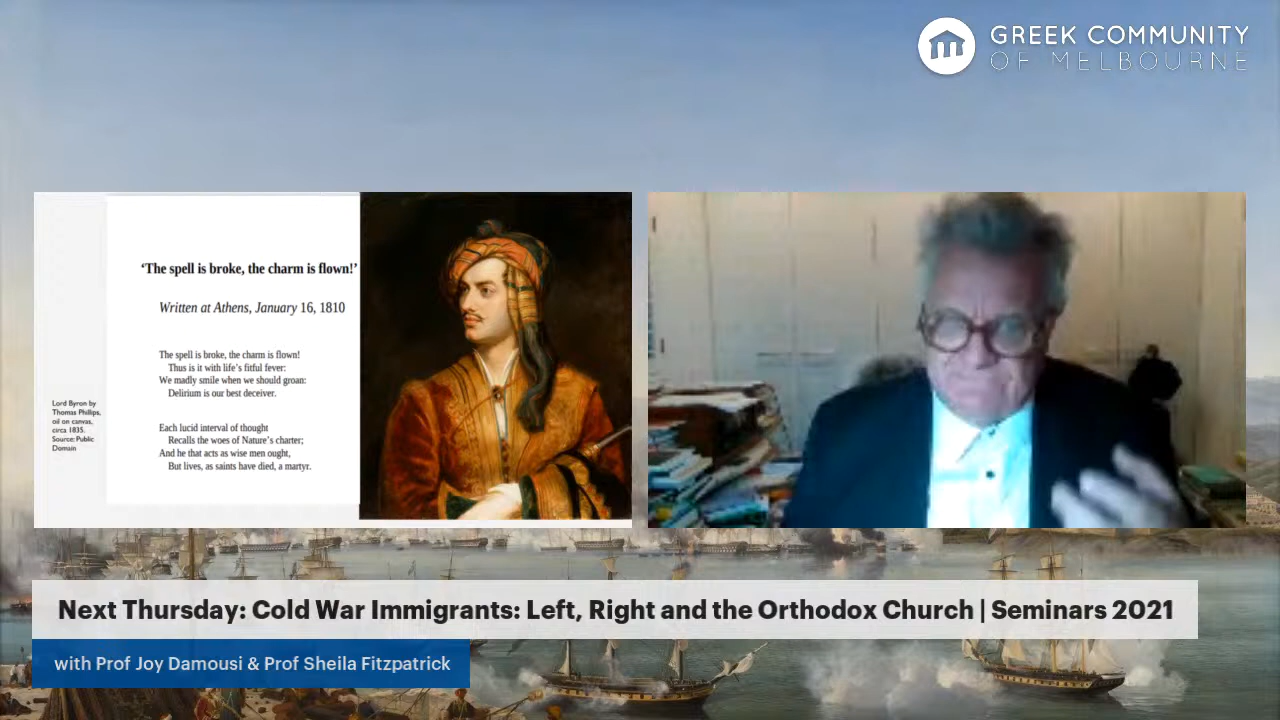 GREEK COMMUNITY
OF MELBOURNE
‘The spell is broke, the charm is flown!’
Written at Athens, January 16, 1810
The spell is broke, the charm is flown!
Thus is it with life’s fitful fever:
We madly smile when we should groan:
Delirium is our best deceiver.
Each lucid interval of thought
Recalls the woes of Nature’s charter;
And he that acts as wise men ought,
But lives, as saints have died, a martyr.
Lord Byron by
Thomas Phillips,
oil on canvas,
circa 1835.
Source: Public
Domain
Next Thursday: Cold War Immigrants: Left, Right and the Orthodox Church | Seminars 2021
with Prof Joy Damousi & Prof Sheila Fitzpatrick